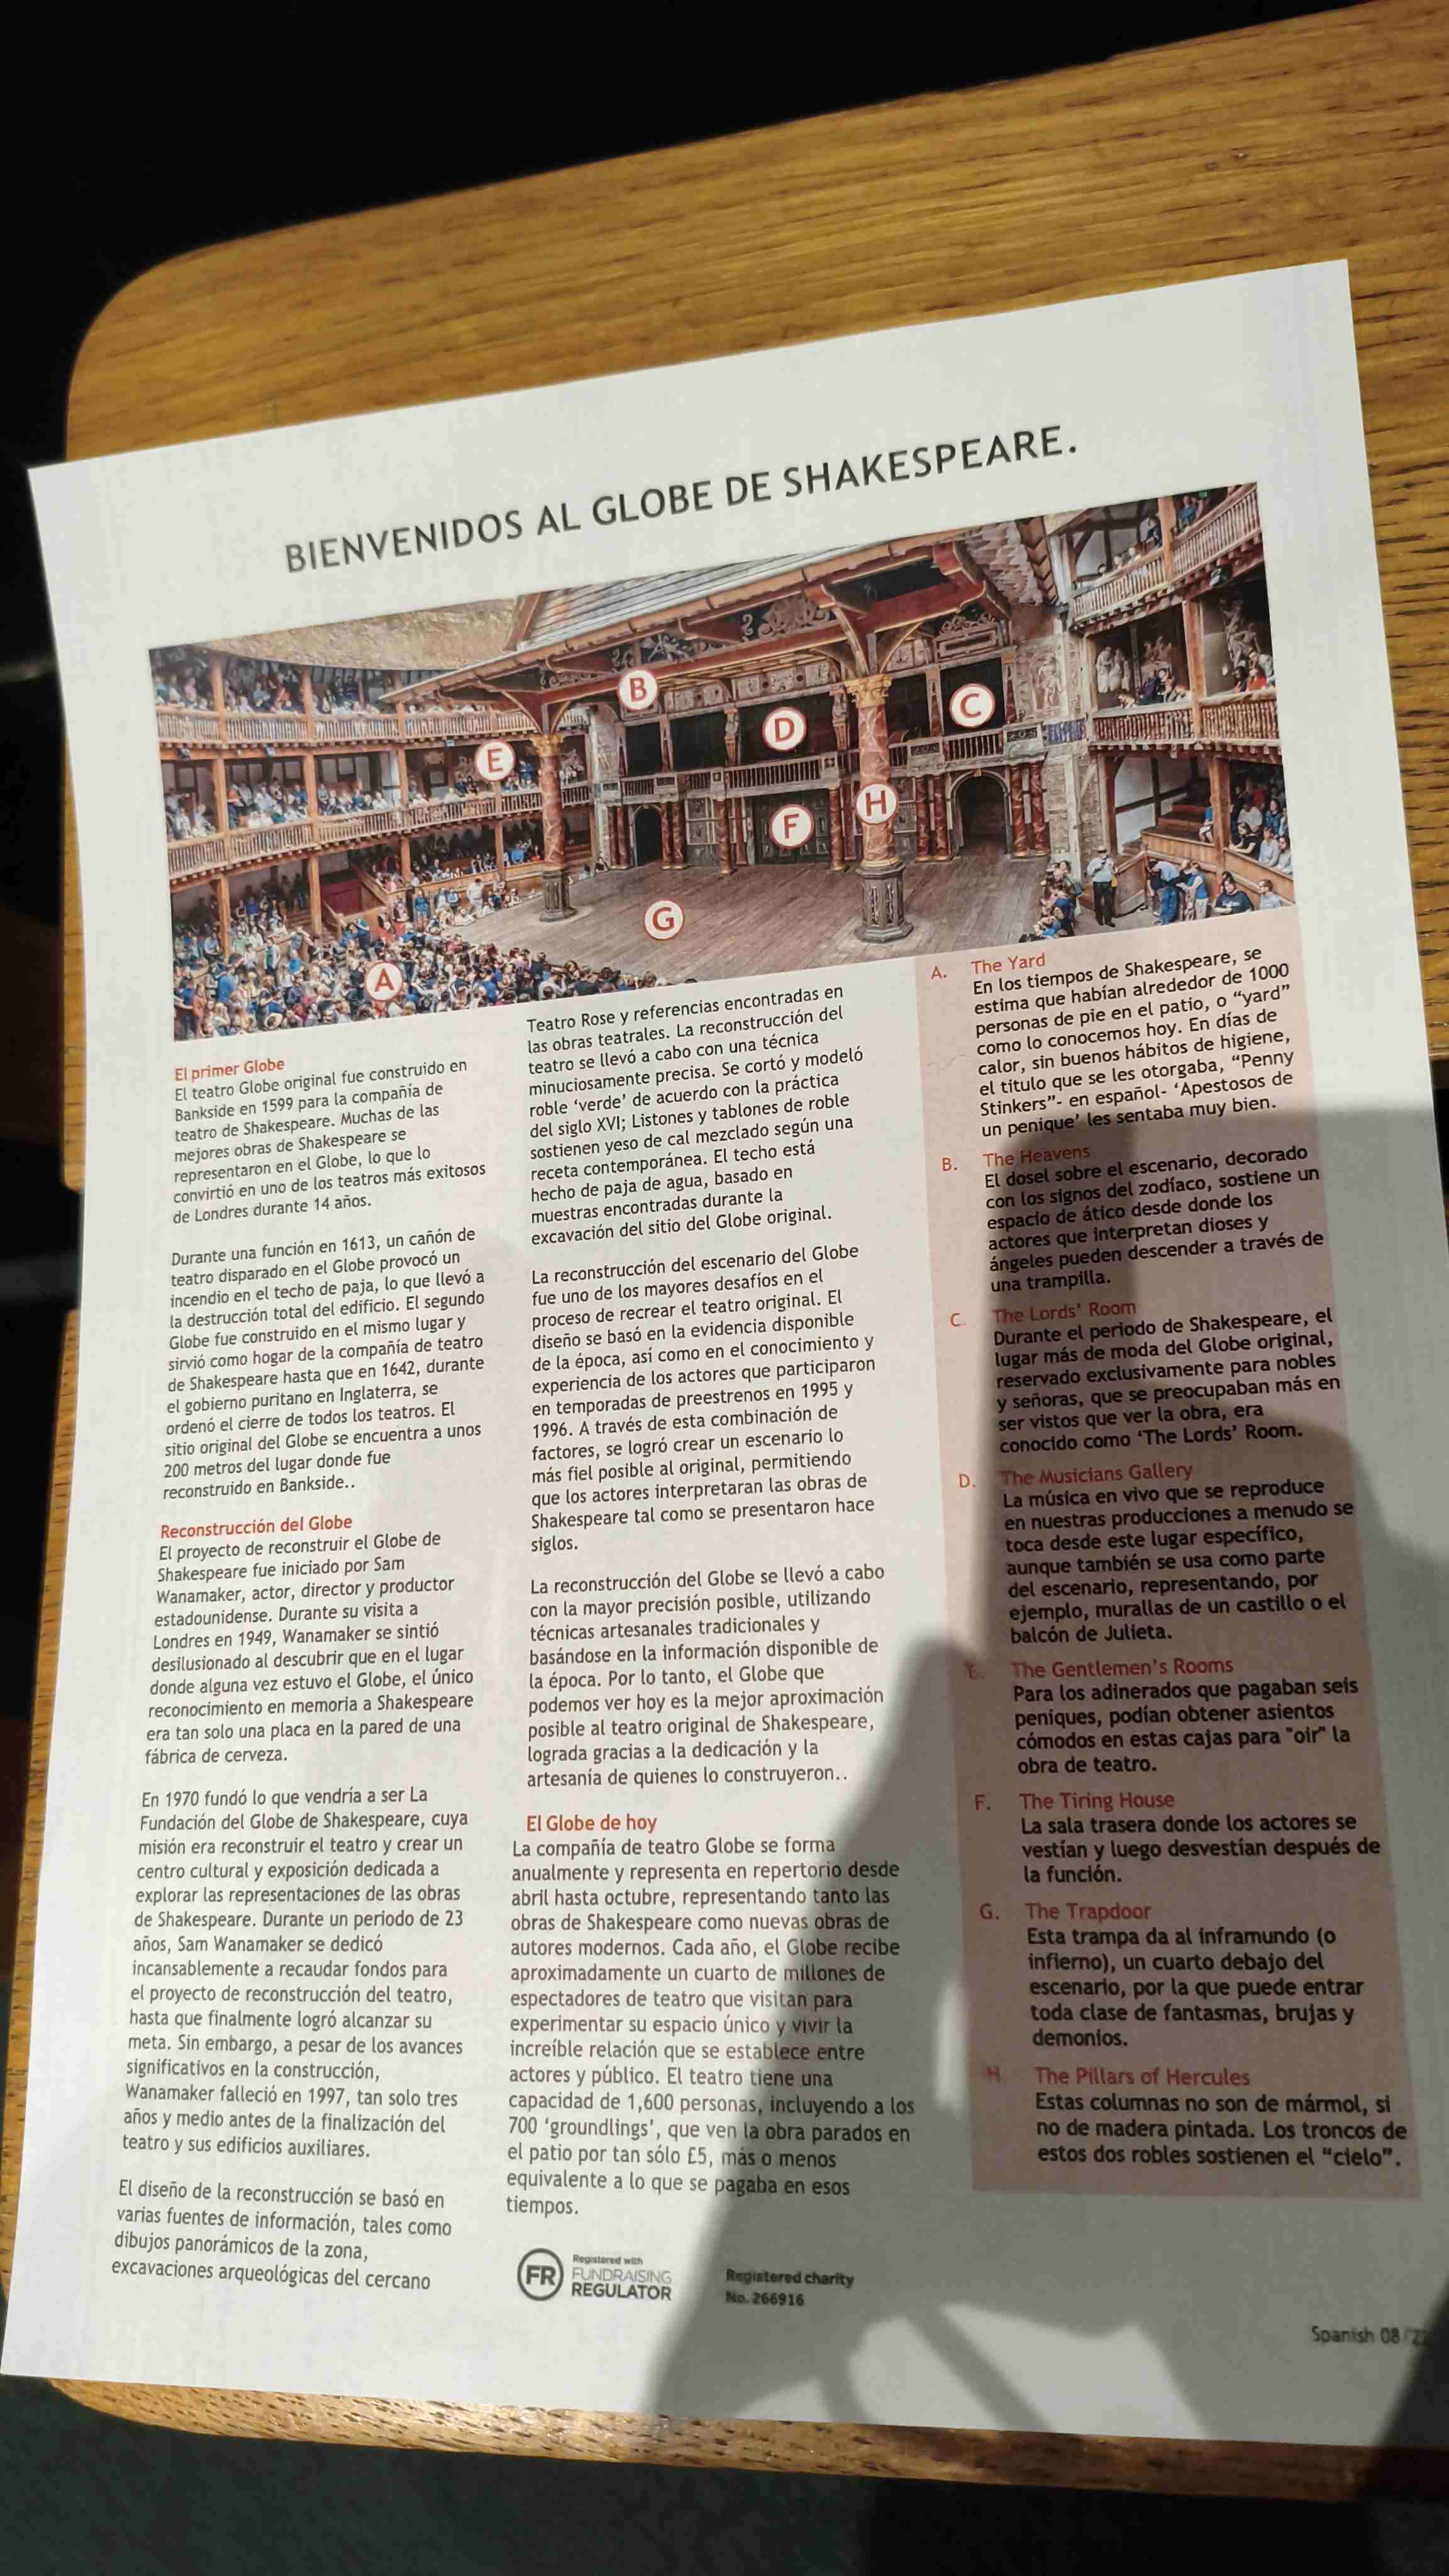 BIENVENIDOS AL GLOBE DE SHAKESPEARE.
B
D
C
E
H
F
G
A
El primer Globe
El teatro Globe original fue construido en
Bankside en 1599 para la compañía de
teatro de Shakespeare. Muchas de las
mejores obras de Shakespeare se
representaron en el Globe, lo que lo
convirtió en uno de los teatros más exitosos
de Londres durante 14 años.
Durante una función en 1613, un cañón de
teatro disparado en el Globe provocó un
incendio en el techo de paja, lo que llevó a
la destrucción total del edificio. El segundo
Globe fue construido en el mismo lugar y
sirvió como hogar de la compañía de teatro
de Shakespeare hasta que en 1642, durante
el gobierno puritano en Inglaterra, se
ordenó el cierre de todos los teatros. El
sitio original del Globe se encuentra a unos
200 metros del lugar donde fue
reconstruido en Bankside..
Reconstrucción del Globe
El proyecto de reconstruir el Globe de
Shakespeare fue iniciado por Sam
Wanamaker, actor, director y productor
estadounidense. Durante su visita a
Londres en 1949, Wanamaker se sintió
desilusionado al descubrir que en el lugar
donde alguna vez estuvo el Globe, el único
reconocimiento en memoria a Shakespeare
era tan solo una placa en la pared de una
fábrica de cerveza.
En 1970 fundó lo que vendría a ser La
Fundación del Globe de Shakespeare, cuya
misión era reconstruir el teatro y crear un
centro cultural y exposición dedicada a
explorar las representaciones de las obras
de Shakespeare. Durante un periodo de 23
años, Sam Wanamaker se dedicó
incansablemente a recaudar fondos para
el proyecto de reconstrucción del teatro,
hasta que finalmente logró alcanzar su
meta. Sin embargo, a pesar de los avances
significativos en la construcción,
Wanamaker falleció en 1997, tan solo tres
años y medio antes de la finalización del
teatro y sus edificios auxiliares.
El diseño de la reconstrucción se basó en
varias fuentes de información, tales como
dibujos panorámicos de la zona,
excavaciones arqueológicas del cercano
Teatro Rose y referencias encontradas en
las obras teatrales. La reconstrucción del
teatro se llevó a cabo con una técnica
minuciosamente precisa. Se cortó y modeló
roble ‘verde’ de acuerdo con la práctica
del siglo XVI; Listones y tablones de roble
sostienen yeso de cal mezclado según una
receta contemporánea. El techo está
hecho de paja de agua, basado en
muestras encontradas durante la
excavación del sitio del Globe original.
La reconstrucción del escenario del Globe
fue uno de los mayores desafíos en el
proceso de recrear el teatro original. El
diseño se basó en la evidencia disponible
de la época, así como en el conocimiento y
experiencia de los actores que participaron
en temporadas de preestrenos en 1995 y
1996. A través de esta combinación de
factores, se logró crear un escenario lo
más fiel posible al original, permitiendo
que los actores interpretaran las obras de
Shakespeare tal como se presentaron hace
siglos.
La reconstrucción del Globe se llevó a cabo
con la mayor precisión posible, utilizando
técnicas artesanales tradicionales y
basándose en la información disponible de
la época. Por lo tanto, el Globe que
podemos ver hoy es la mejor aproximación
posible al teatro original de Shakespeare,
lograda gracias a la dedicación y la
artesanía de quienes lo construyeron..
El Globe de hoy
La compañía de teatro Globe se forma
anualmente y representa en repertorio desde
abril hasta octubre, representando tanto las
obras de Shakespeare como nuevas obras de
autores modernos. Cada año, el Globe recibe
aproximadamente un cuarto de millones de
espectadores de teatro que visitan para
experimentar su espacio único y vivir la
increíble relación que se establece entre
actores y público. El teatro tiene una
capacidad de 1,600 personas, incluyendo a los
700 ‘groundlings’, que ven la obra parados en
el patio por tan sólo £5, más o menos
equivalente a lo que se pagaba en esos
tiempos.
FR
Registered with
FUNDRAISING
REGULATOR
Registered charity
No. 266916
A. The Yard
En los tiempos de Shakespeare, se
estima que habían alrededor de 1000
personas de pie en el patio, o “yard”
como lo conocemos hoy. En días de
calor, sin buenos hábitos de higiene,
el título que se les otorgaba, “Penny
Stinkers”- en español- ‘Apestosos de
un penique’ les sentaba muy bien.
B. The Heavens
El dosel sobre el escenario, decorado
con los signos del zodíaco, sostiene un
espacio de ático desde donde los
actores que interpretan dioses y
ángeles pueden descender a través de
una trampilla.
C. The Lords’ Room
Durante el periodo de Shakespeare, el
lugar más de moda del Globe original,
reservado exclusivamente para nobles
y señoras, que se preocupaban más en
ser vistos que ver la obra, era
conocido como ‘The Lords’ Room.
D. The Musicians Gallery
La música en vivo que se reproduce
en nuestras producciones a menudo se
toca desde este lugar específico,
aunque también se usa como parte
del escenario, representando, por
ejemplo, murallas de un castillo o el
balcón de Julieta.
E. The Gentlemen’s Rooms
Para los adinerados que pagaban seis
peniques, podían obtener asientos
cómodos en estas cajas para "oir" la
obra de teatro.
F. The Tiring House
La sala trasera donde los actores se
vestían y luego desvestían después de
la función.
G. The Trapdoor
Esta trampa da al inframundo (o
infierno), un cuarto debajo del
escenario, por la que puede entrar
toda clase de fantasmas, brujas y
demonios.
H. The Pillars of Hercules
Estas columnas no son de mármol, si
no de madera pintada. Los troncos de
estos dos robles sostienen el “cielo”.
Spanish 08/22